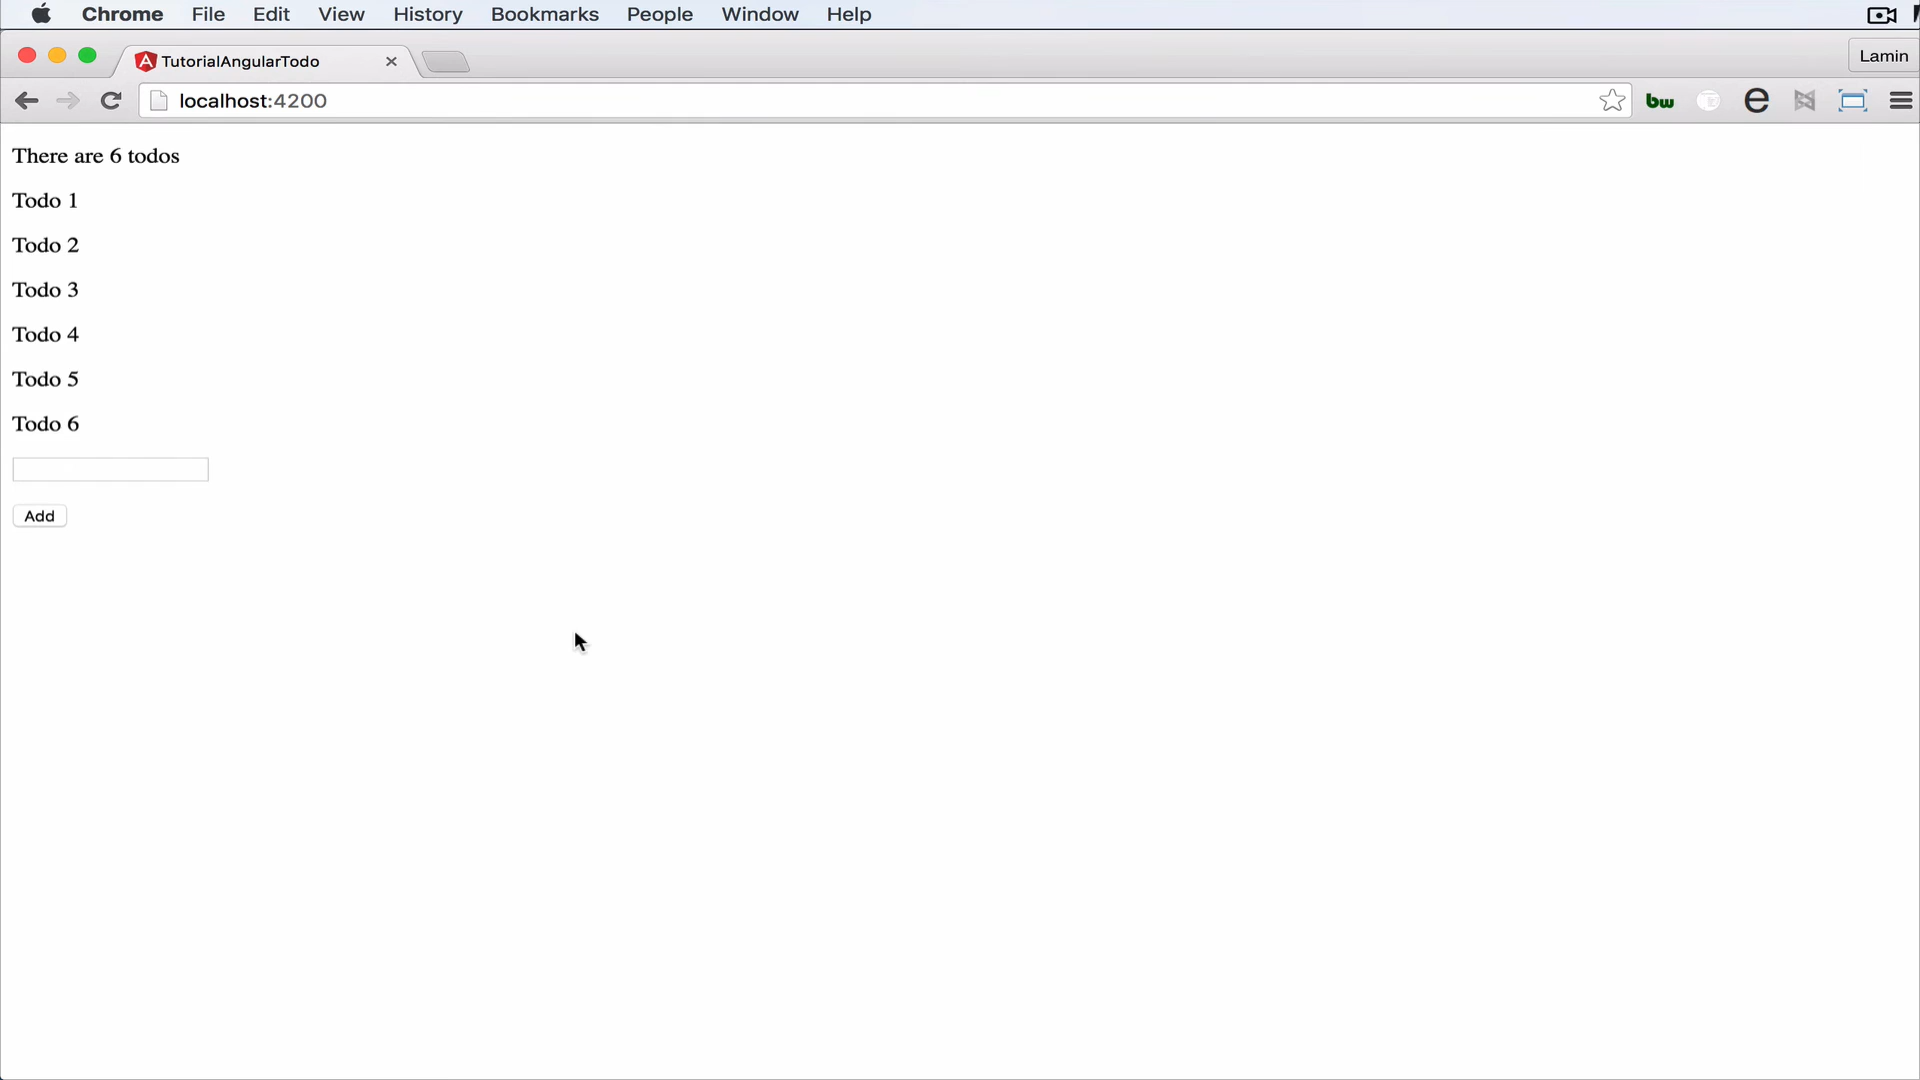 Chrome File Edit View History Bookmarks People Window Help
TutorialAngularTodo
Lamin
localhost:4200
bw
e
There are 6 todos
Todo 1
Todo 2
Todo 3
Todo 4
Todo 5
Todo 6
Add